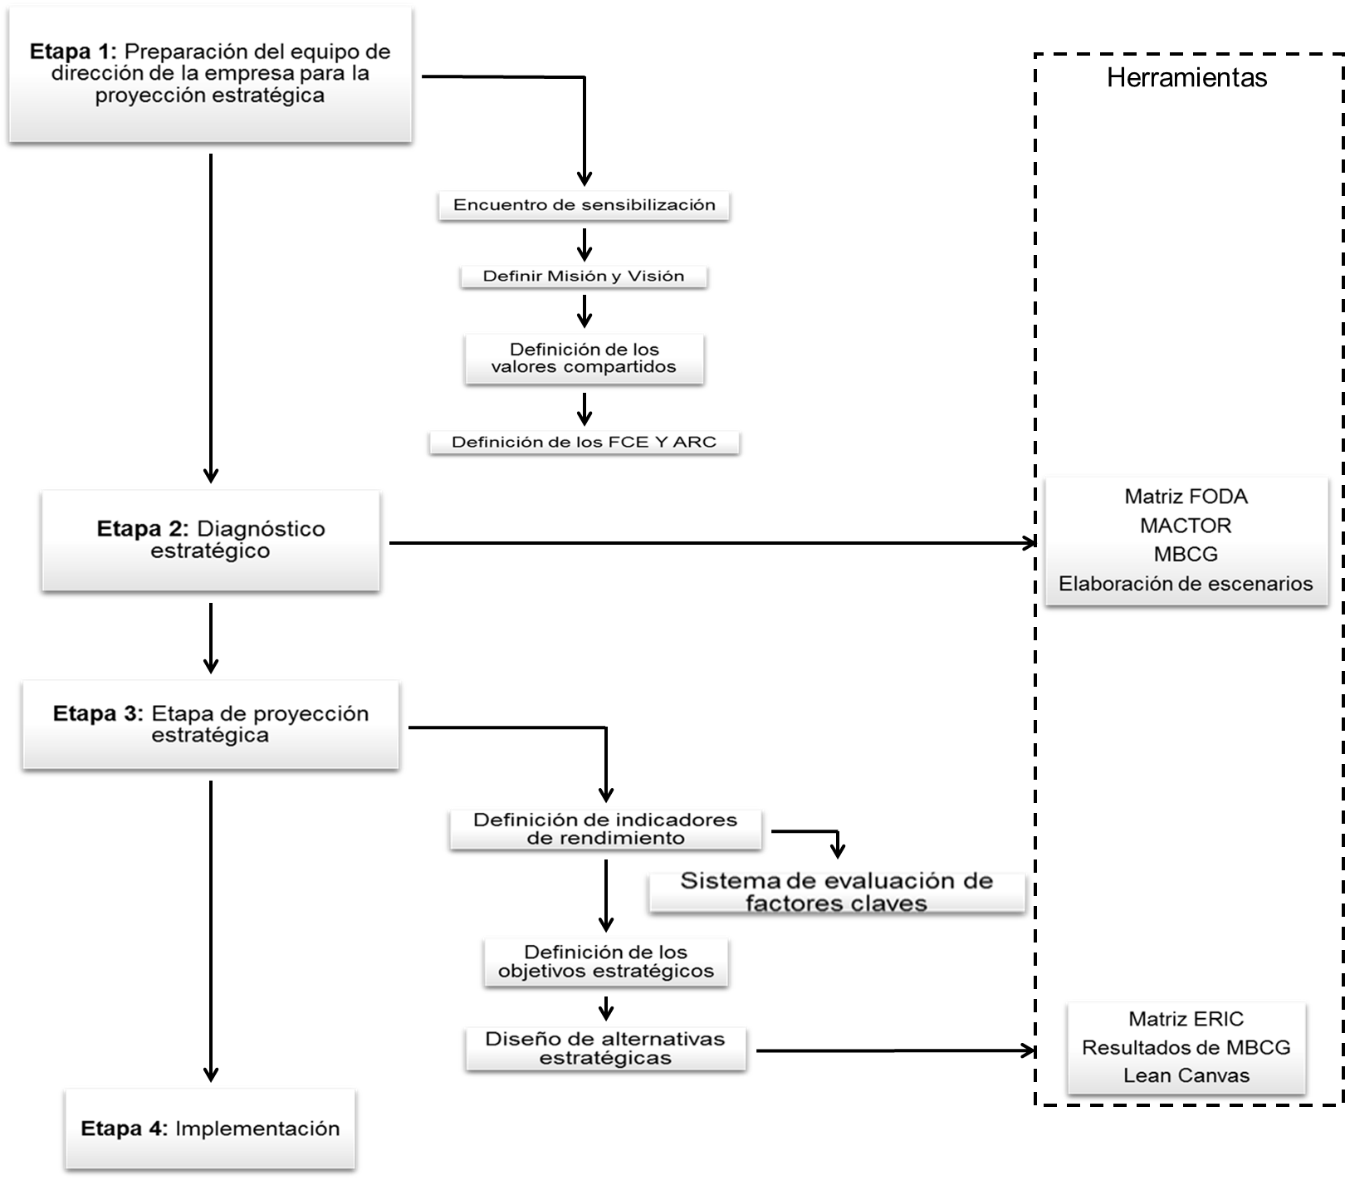 Etapa 1: Preparación del equipo de
dirección de la empresa para la
proyección estratégica
Herramientas
Encuentro de sensibilización
Definir Misión y Visión
Definición de los
valores compartidos
Definición de los FCE Y ARC
Etapa 2: Diagnóstico
estratégico
Matriz FODA
MACTOR
MBCG
Elaboración de escenarios
Etapa 3: Etapa de proyección
estratégica
Definición de indicadores
de rendimiento
Sistema de evaluación de
factores claves
Definición de los
objetivos estratégicos
Diseño de alternativas
estratégicas
Matriz ERIC
Resultados de MBCG
Lean Canvas
Etapa 4: Implementación